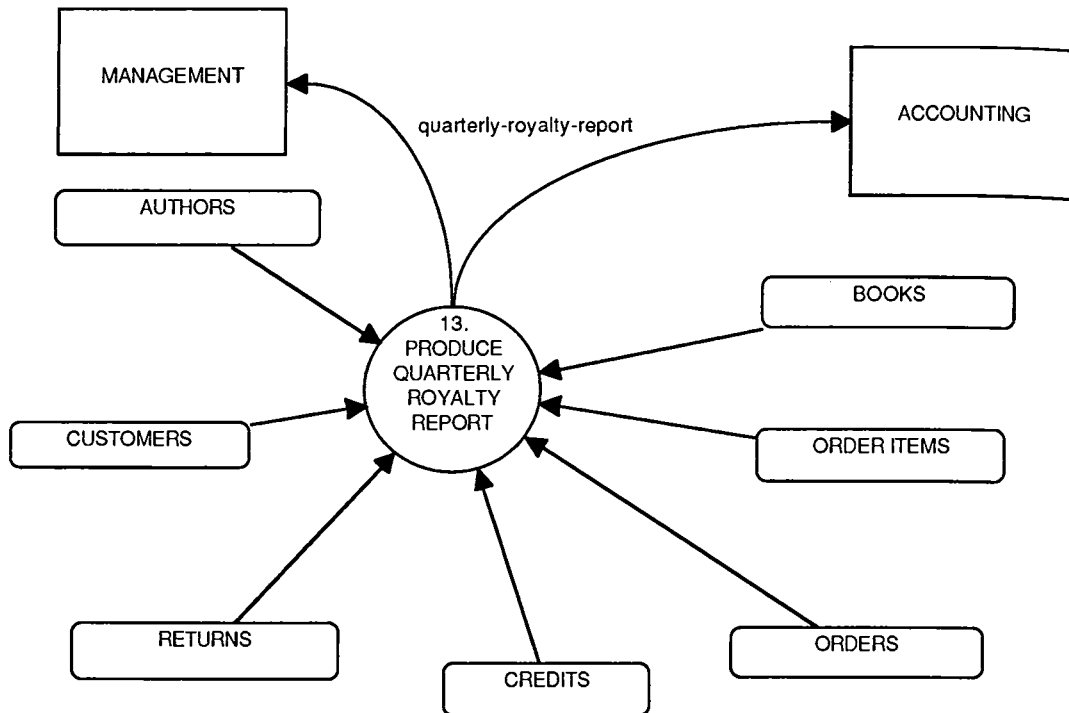 MANAGEMENT
ACCOUNTING
quarterly-royalty-report
AUTHORS
BOOKS
13.
PRODUCE
QUARTERLY
ROYALTY
REPORT
CUSTOMERS
ORDER ITEMS
RETURNS
CREDITS
ORDERS